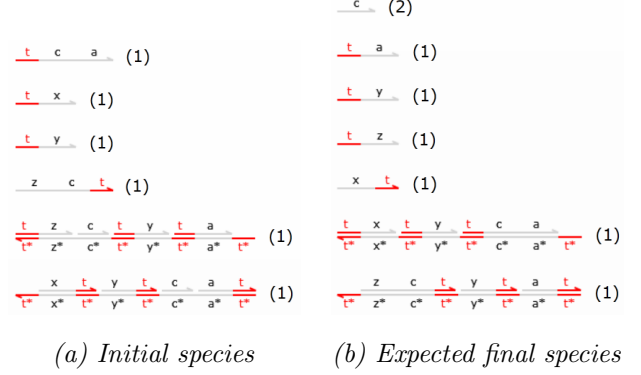 t c a (1)
t x (1)
t y (1)
z c t (1)
t z c t y t a
t* z* c* t* y* t* a* t* (1)
x t y t c a t
t* x* t* y* t* c* a* t* (1)
(a) Initial species
c (2)
t a (1)
t y (1)
t z (1)
x t (1)
t x t y t c a
t* x* t* y* t* c* a* t* (1)
z c t y t a t
t* z* c* t* y* t* a* t* (1)
(b) Expected final species